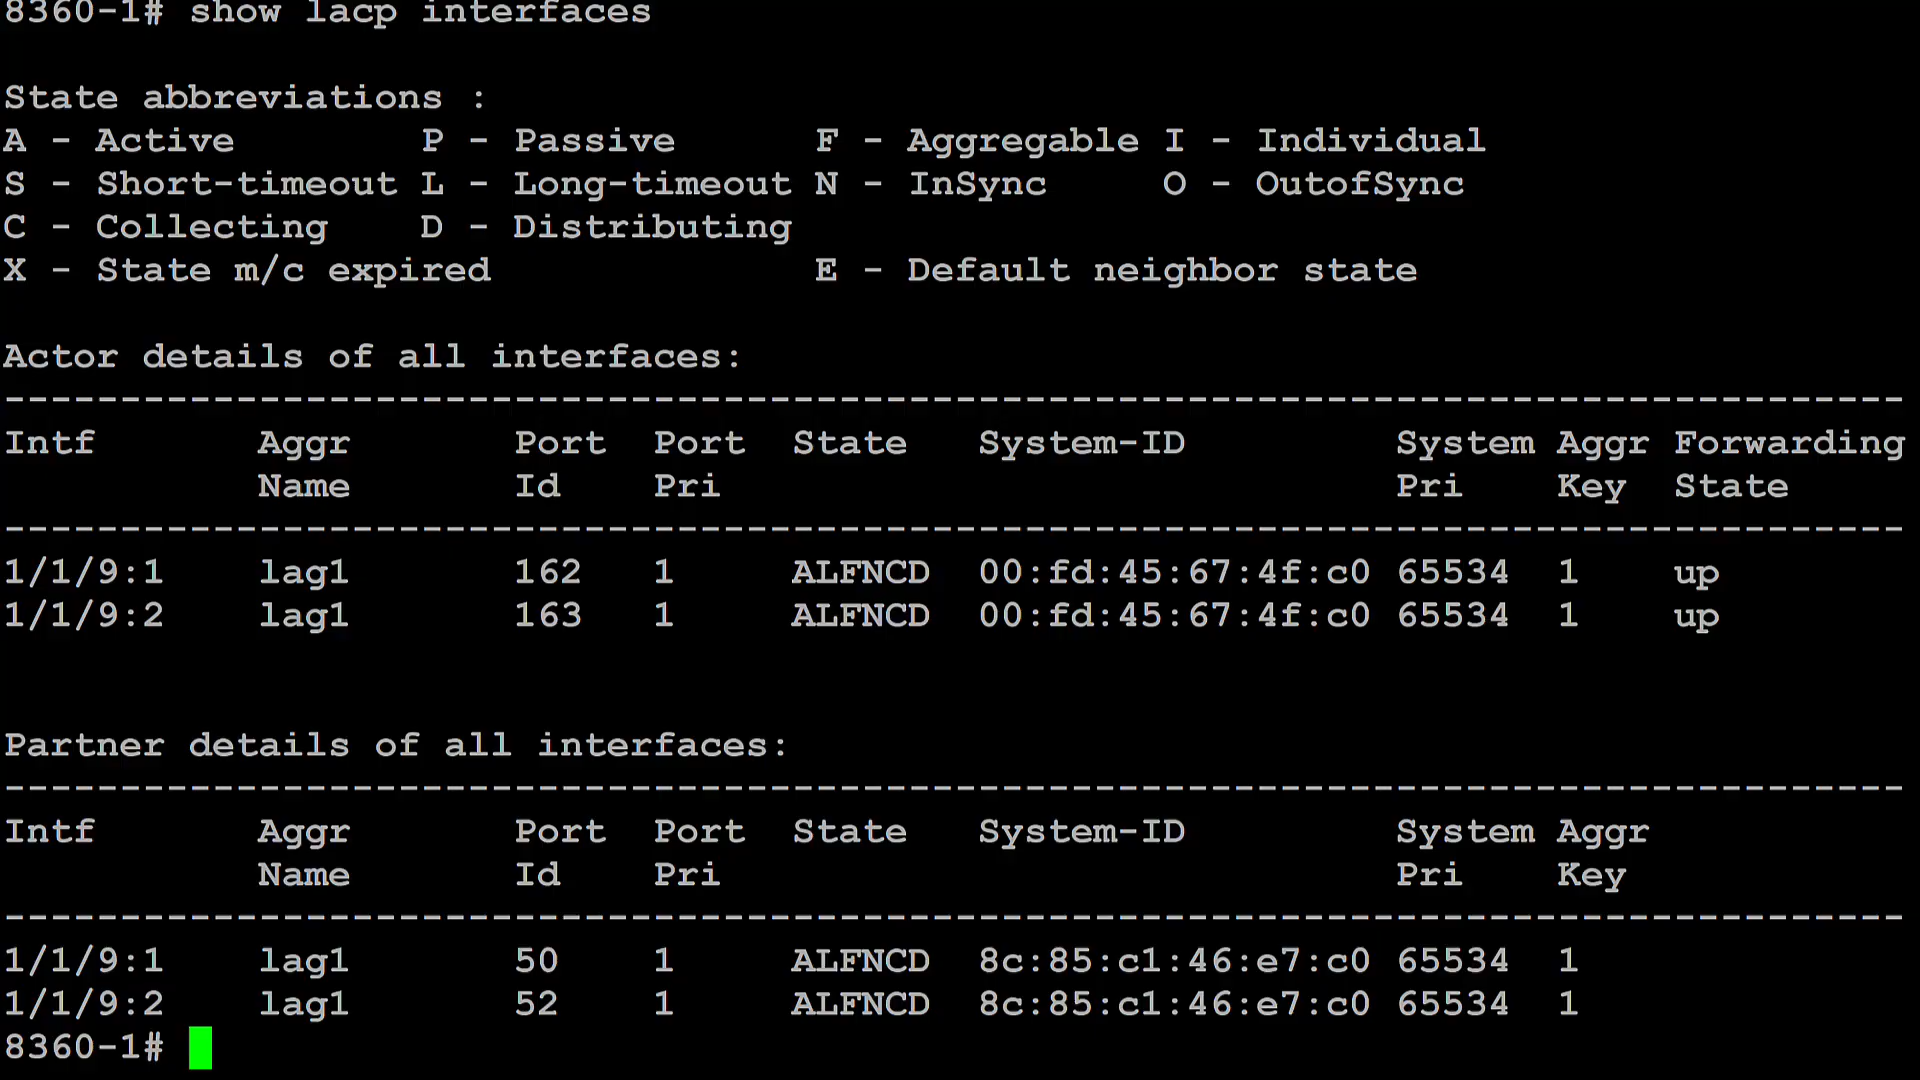 8360-1# show lacp interfaces
State abbreviations :
A - Active        P - Passive      F - Aggregable I - Individual
S - Short-timeout L - Long-timeout N - InSync     O - OutofSync
C - Collecting    D - Distributing
X - State m/c expired              E - Default neighbor state
Actor details of all interfaces:
----------------------------------------------------------------------------------
Intf       Aggr       Port  Port  State   System-ID         System Aggr Forwarding
           Name       Id    Pri                             Pri    Key  State
----------------------------------------------------------------------------------
1/1/9:1    lag1       162   1     ALFNCD  00:fd:45:67:4f:c0 65534  1    up
1/1/9:2    lag1       163   1     ALFNCD  00:fd:45:67:4f:c0 65534  1    up
Partner details of all interfaces:
----------------------------------------------------------------------------------
Intf       Aggr       Port  Port  State   System-ID         System Aggr
           Name       Id    Pri                             Pri    Key
----------------------------------------------------------------------------------
1/1/9:1    lag1       50    1     ALFNCD  8c:85:c1:46:e7:c0 65534  1
1/1/9:2    lag1       52    1     ALFNCD  8c:85:c1:46:e7:c0 65534  1
8360-1#